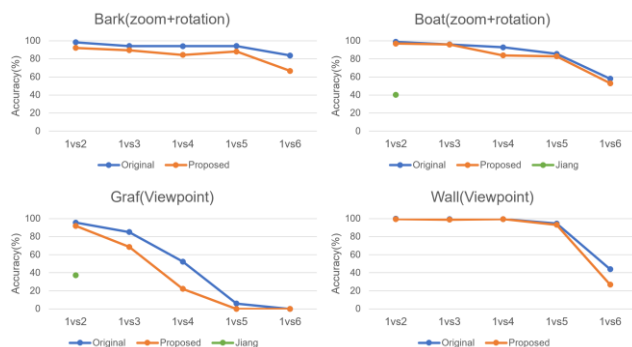 Bark(zoom+rotation)
Accuracy(%)
100
80
60
40
20
0
1vs2 1vs3 1vs4 1vs5 1vs6
Original Proposed
Boat(zoom+rotation)
Accuracy(%)
100
80
60
40
20
0
1vs2 1vs3 1vs4 1vs5 1vs6
Original Proposed Jiang
Graf(Viewpoint)
Accuracy(%)
100
80
60
40
20
0
1vs2 1vs3 1vs4 1vs5 1vs6
Original Proposed Jiang
Wall(Viewpoint)
Accuracy(%)
100
80
60
40
20
0
1vs2 1vs3 1vs4 1vs5 1vs6
Original Proposed